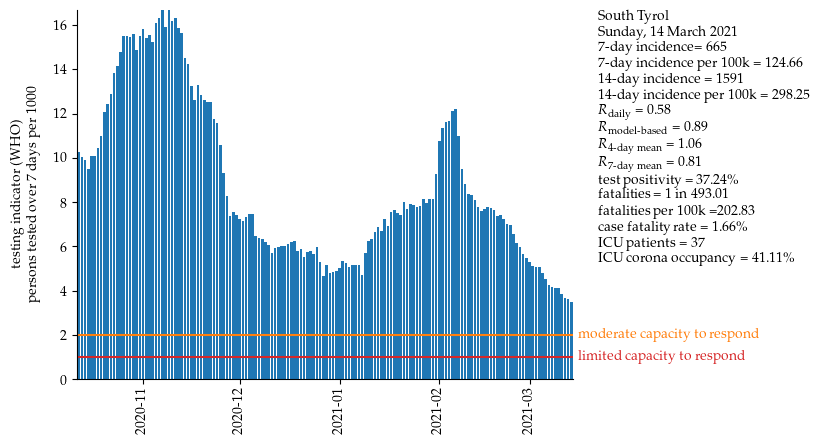 South Tyrol
Sunday, 14 March 2021
7-day incidence= 665
7-day incidence per 100k = 124.66
14-day incidence = 1591
14-day incidence per 100k = 298.25
R daily = 0.58
R model-based = 0.89
R 4-day mean = 1.06
R 7-day mean = 0.81
test positivity = 37.24%
fatalities = 1 in 493.01
fatalities per 100k =202.83
case fatality rate = 1.66%
ICU patients = 37
ICU corona occupancy = 41.11%
testing indicator (WHO)
persons tested over 7 days per 1000
16
14
12
10
8
6
4
2
0
moderate capacity to respond
limited capacity to respond
2020-11
2020-12
2021-01
2021-02
2021-03